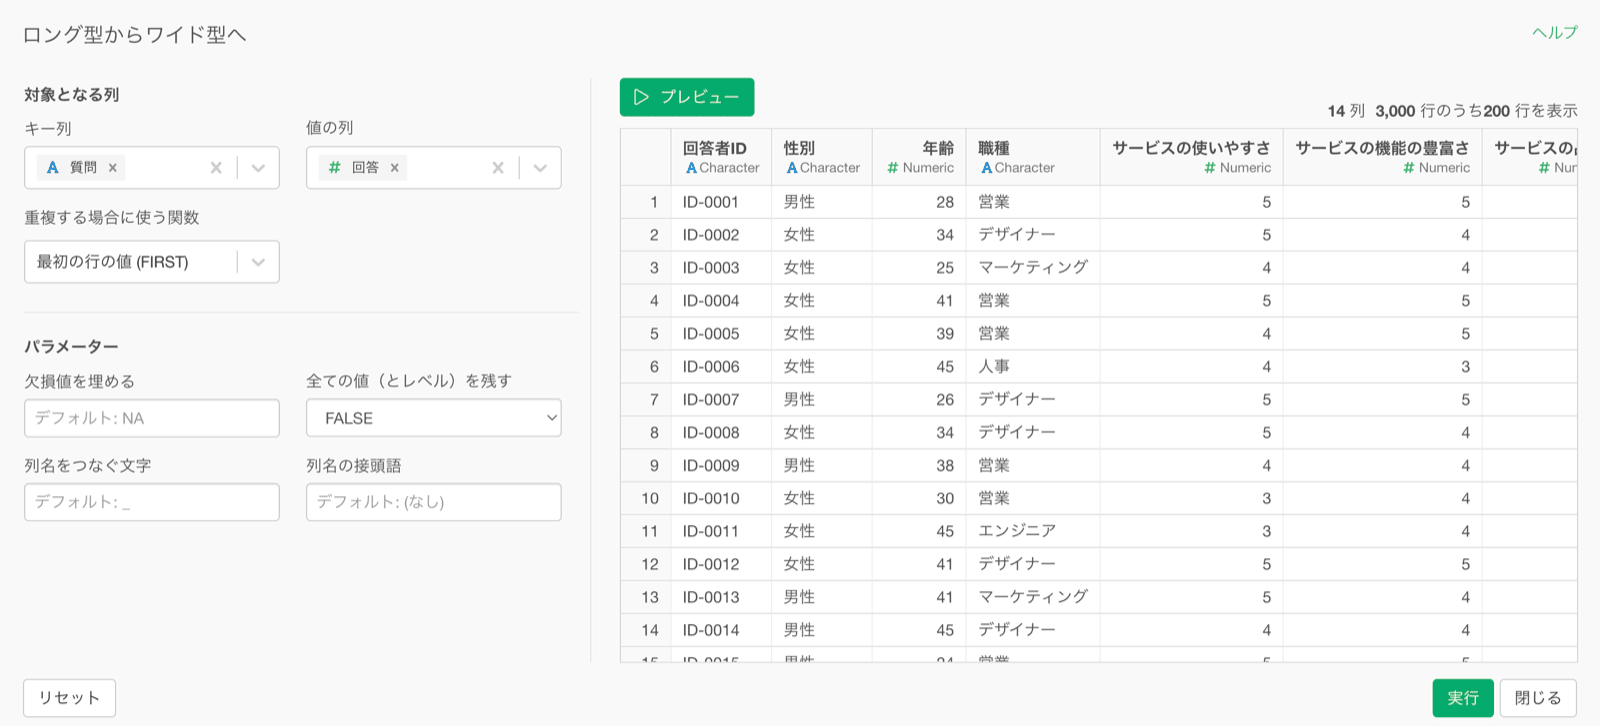 ロング型からワイド型へ
ヘルプ
対象となる列
キー列
値の列
質問
回答
重複する場合に使う関数
最初の行の値 (FIRST)
パラメーター
欠損値を埋める
全ての値（とレベル）を残す
デフォルト: NA
FALSE
列名をつなぐ文字
列名の接頭語
デフォルト: _
デフォルト: (なし)
リセット
プレビュー
14 列 3,000 行のうち200 行を表示
回答者ID 性別 年齢 職種 サービスの使いやすさ サービスの機能の豊富さ サービスの
Character Character # Numeric Character # Numeric # Numeric # Nur
1 ID-0001 男性 28 営業 5 5
2 ID-0002 女性 34 デザイナー 5 4
3 ID-0003 女性 25 マーケティング 4 4
4 ID-0004 女性 41 営業 5 5
5 ID-0005 女性 39 営業 4 5
6 ID-0006 女性 45 人事 4 3
7 ID-0007 男性 26 デザイナー 5 5
8 ID-0008 女性 34 デザイナー 5 4
9 ID-0009 男性 38 営業 4 4
10 ID-0010 女性 30 営業 3 4
11 ID-0011 女性 45 エンジニア 3 4
12 ID-0012 女性 41 デザイナー 5 5
13 ID-0013 男性 41 マーケティング 5 4
14 ID-0014 男性 45 デザイナー 4 4
実行
閉じる